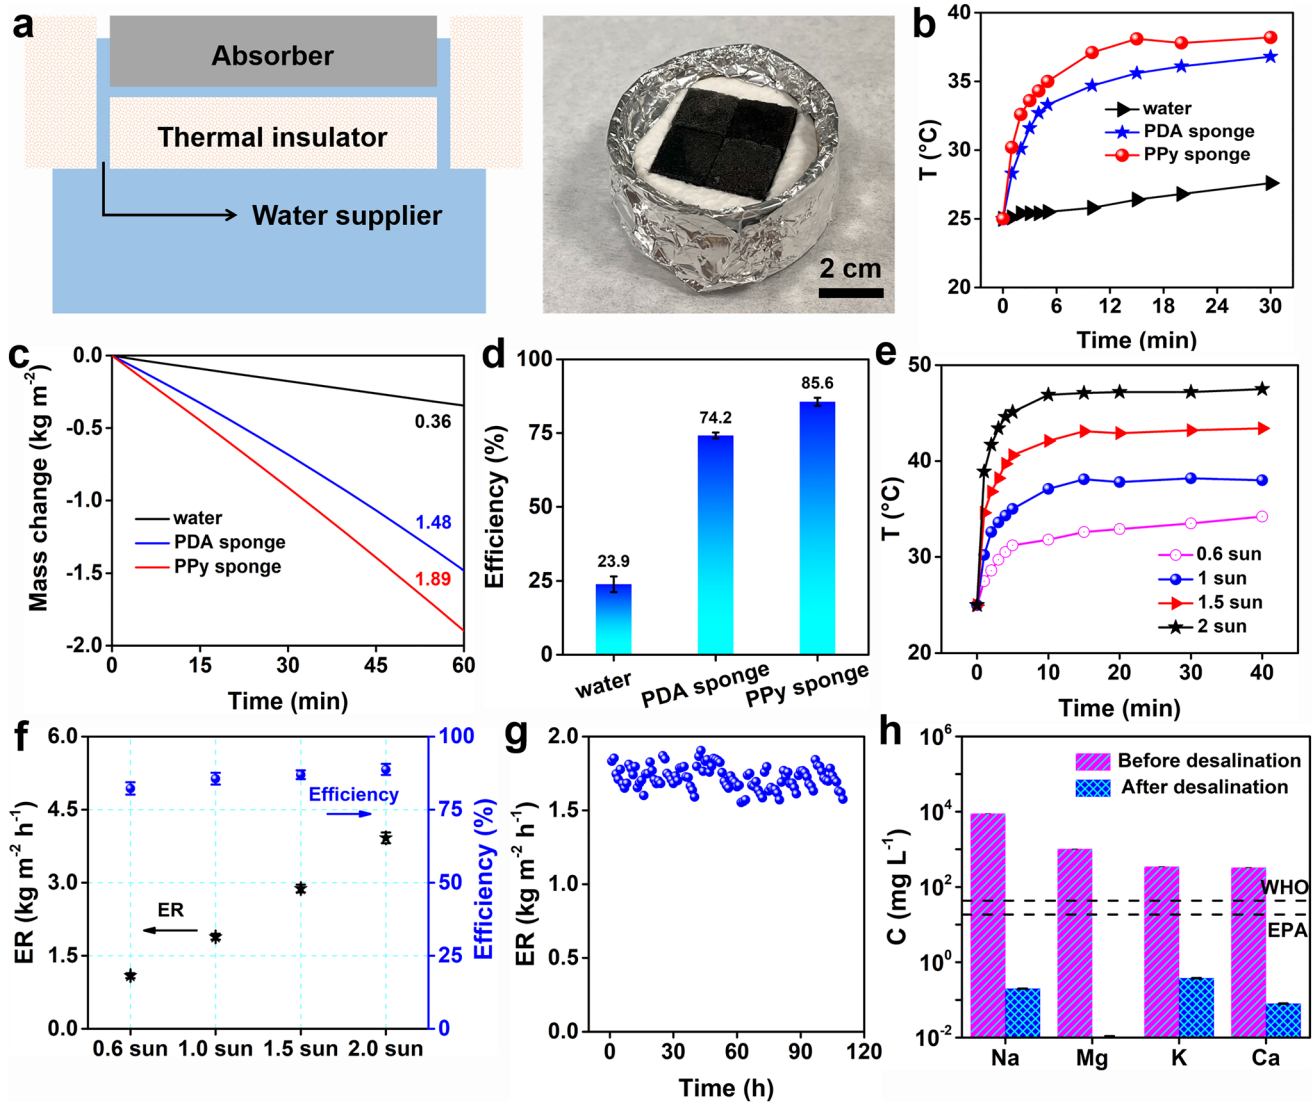 a
Absorber
Thermal insulator
Water supplier
2 cm
b
T (°C)
40
35
30
25
20
water
PDA sponge
PPy sponge
0 6 12 18 24 30
Time (min)
c
Mass change (kg m⁻²)
0.0
-0.5
-1.0
-1.5
-2.0
0.36
1.48
1.89
water
PDA sponge
PPy sponge
0 15 30 45 60
Time (min)
d
Efficiency (%)
100
75
50
25
0
23.9
74.2
85.6
water PDA sponge PPy sponge
e
T (°C)
50
40
30
20
0.6 sun
1 sun
1.5 sun
2 sun
0 10 20 30 40
Time (min)
f
ER (kg m⁻² h⁻¹)
6.0
4.5
3.0
1.5
0.0
Efficiency
ER
100
75
50
25
0
Efficiency (%)
0.6 sun 1.0 sun 1.5 sun 2.0 sun
g
ER (kg m⁻² h⁻¹)
2.0
1.5
1.0
0.5
0.0
0 30 60 90 120
Time (h)
h
C (mg L⁻¹)
10⁶
10⁴
10²
10⁰
10⁻²
Before desalination
After desalination
WHO
EPA
Na Mg K Ca